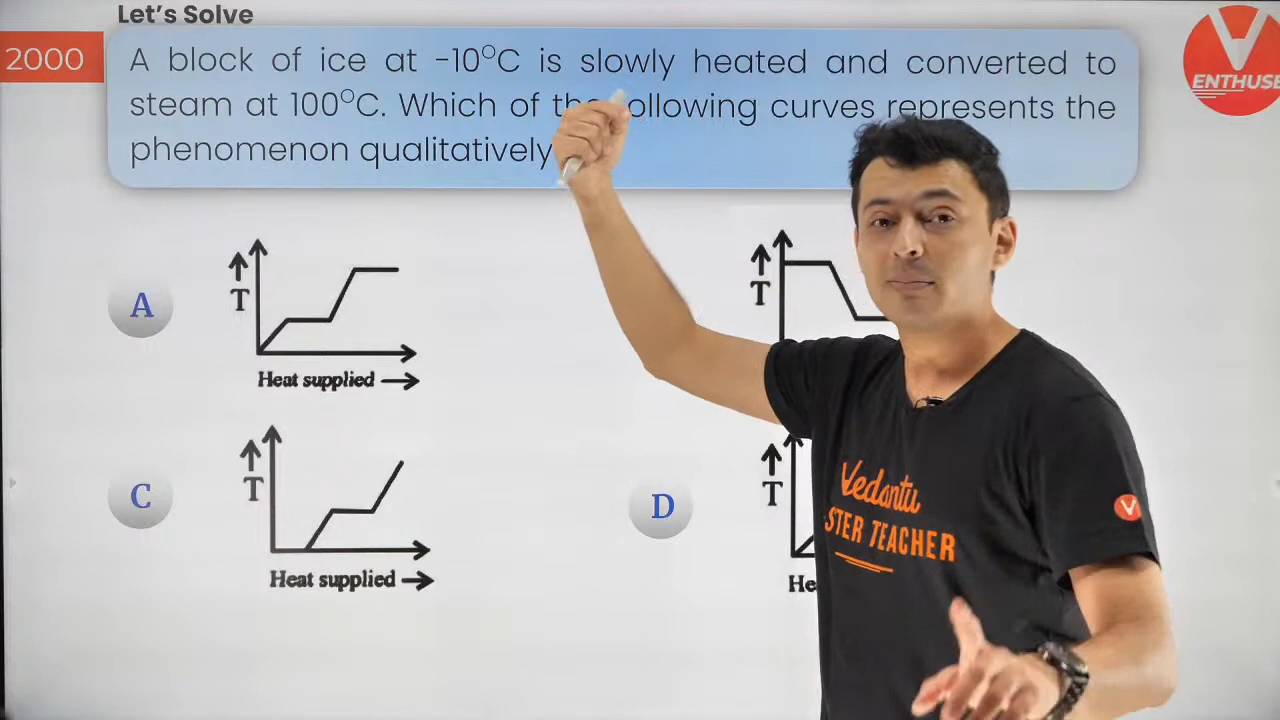 Let's Solve
2000
A block of ice at -10°C is slowly heated and converted to
steam at 100°C. Which of the following curves represents the
phenomenon qualitatively
ENTHUSE
A
T
Heat supplied
T
C
T
Heat supplied
D
T
He
Vedantu
STER TEACHER
V